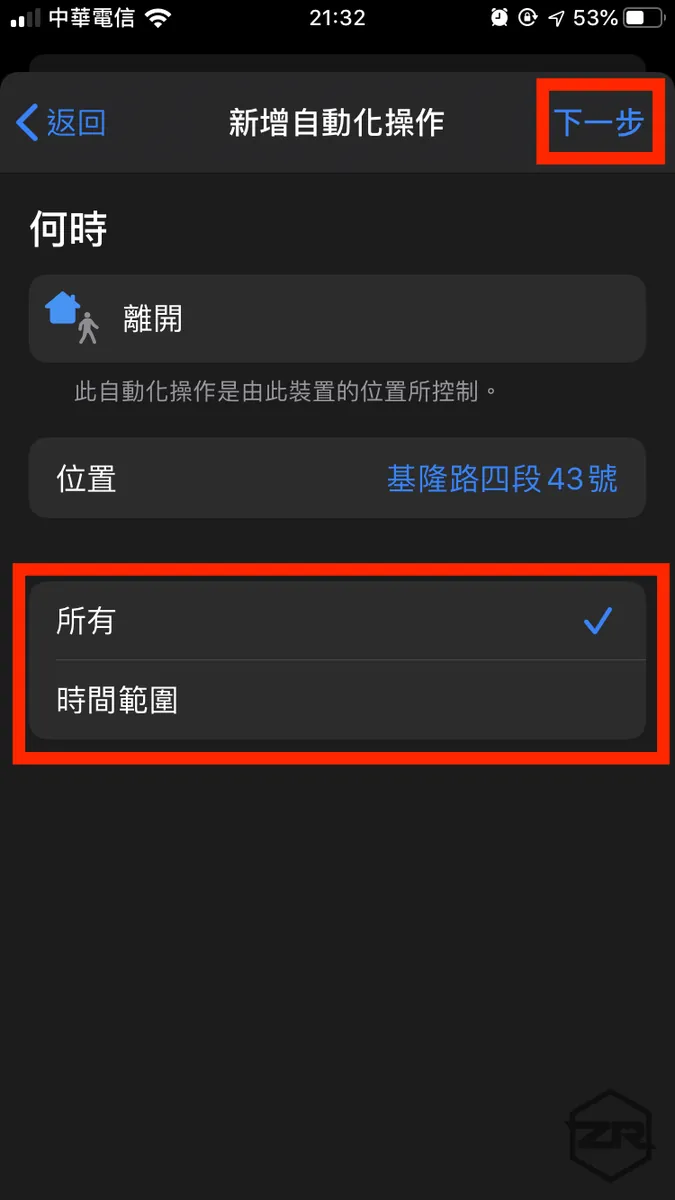 中華電信 21:32 53%
返回 新增自動化操作 下一步
何時
離開
此自動化操作是由此裝置的位置所控制。
位置 基隆路四段43號
所有
時間範圍
ZR